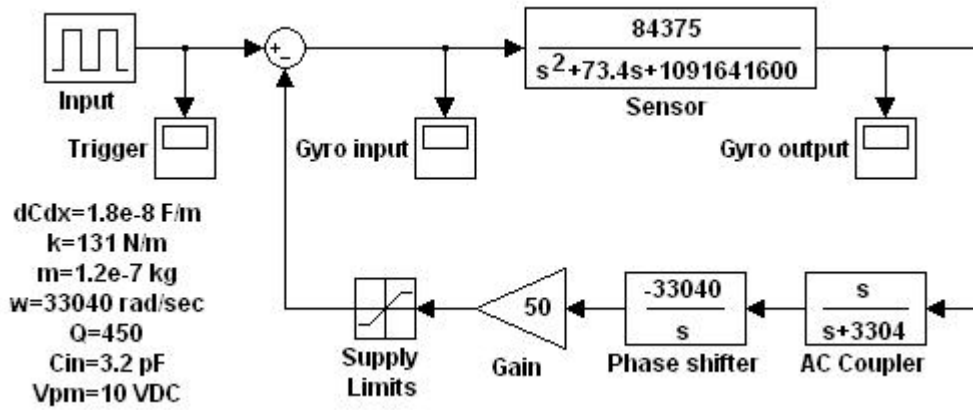 Input
+
−
84375
s²+73.4s+1091641600
Sensor
Trigger
Gyro input
Gyro output
dCdx=1.8e-8 F/m
k=131 N/m
m=1.2e-7 kg
w=33040 rad/sec
Q=450
Cin=3.2 pF
Vpm=10 VDC
Supply
Limits
50
Gain
-33040
s
Phase shifter
s
s+3304
AC Coupler